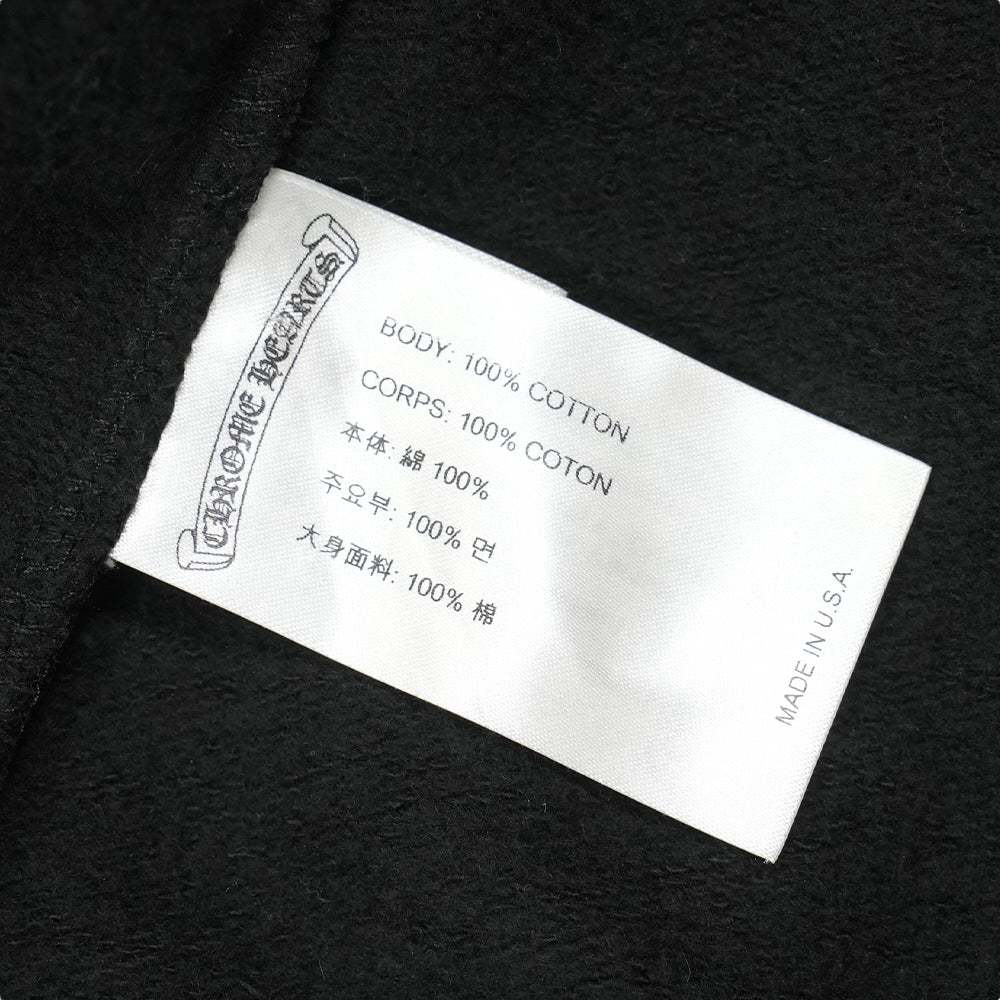 CHROME HEARTS
BODY: 100% COTTON
CORPS: 100% COTON
本体: 綿 100%
주요부: 100% 면
大身面料: 100% 棉
MADE IN U.S.A.